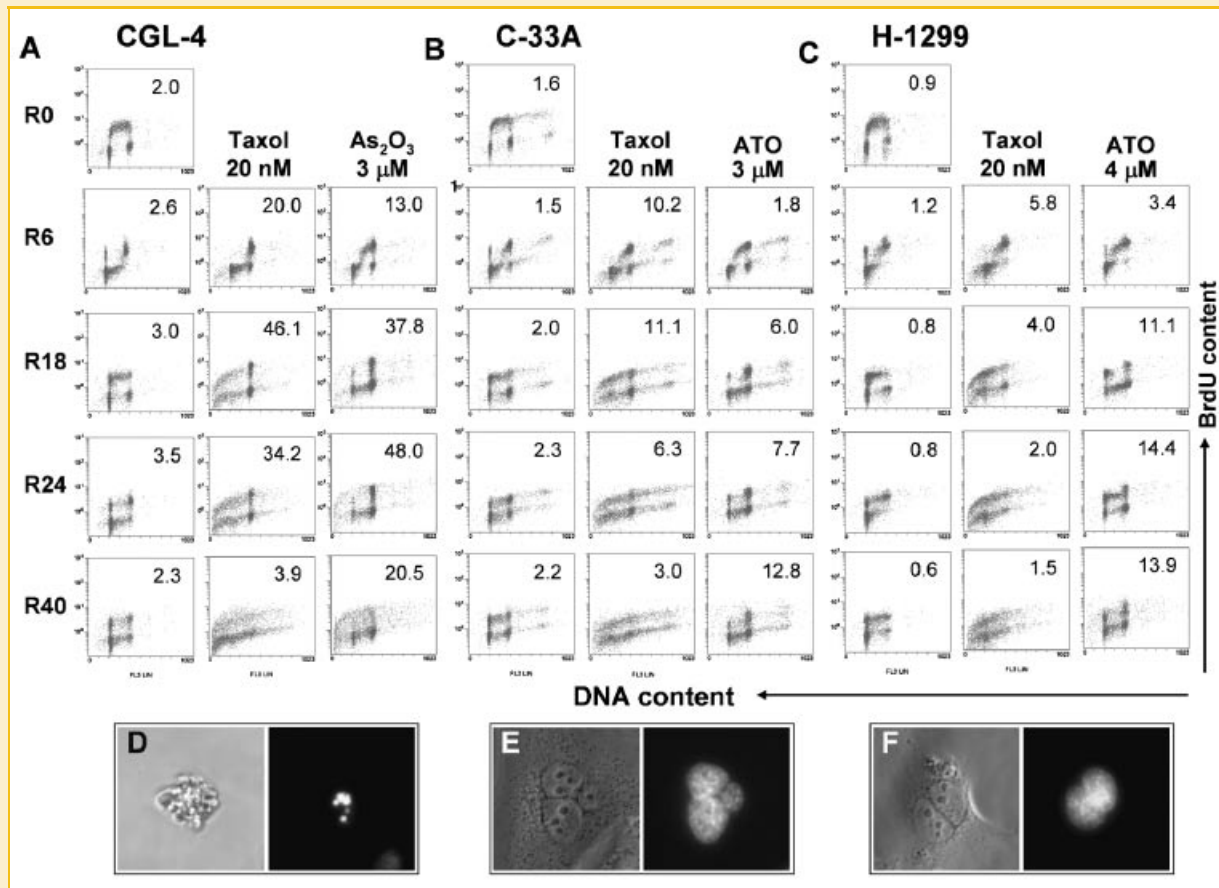 A CGL-4 B C-33A C H-1299
R0 2.0 1.6 0.9
Taxol 20 nM As₂O₃ 3 μM Taxol 20 nM ATO 3 μM Taxol 20 nM ATO 4 μM
R6 2.6 20.0 13.0 1.5 10.2 1.8 1.2 5.8 3.4
R18 3.0 46.1 37.8 2.0 11.1 6.0 0.8 4.0 11.1
R24 3.5 34.2 48.0 2.3 6.3 7.7 0.8 2.0 14.4
R40 2.3 3.9 20.5 2.2 3.0 12.8 0.6 1.5 13.9
BrdU content
DNA content
D E F